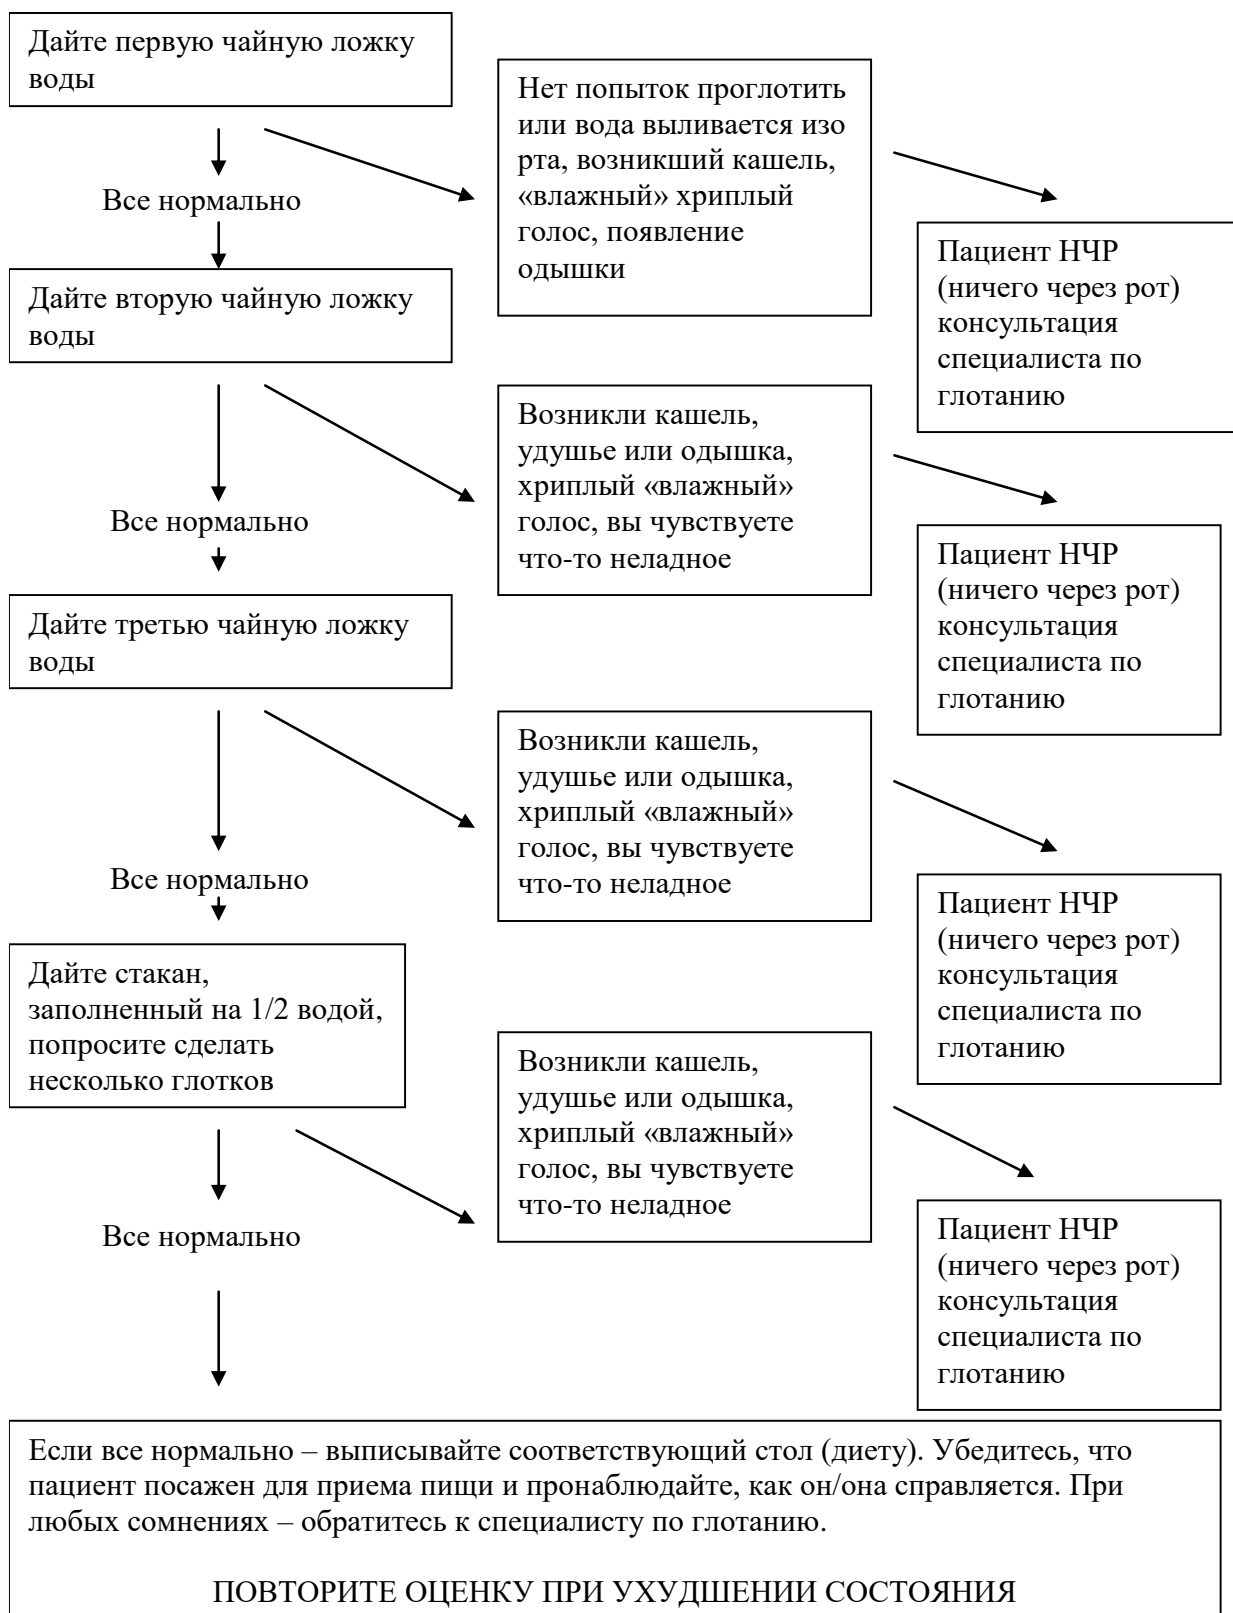 Дайте первую чайную ложку
воды
Нет попыток проглотить
или вода выливается изо
рта, возникший кашель,
«влажный» хриплый
голос, появление
одышки
Пациент НЧР
(ничего через рот)
консультация
специалиста по
глотанию
Все нормально
Дайте вторую чайную ложку
воды
Возникли кашель,
удушье или одышка,
хриплый «влажный»
голос, вы чувствуете
что-то неладное
Пациент НЧР
(ничего через рот)
консультация
специалиста по
глотанию
Все нормально
Дайте третью чайную ложку
воды
Возникли кашель,
удушье или одышка,
хриплый «влажный»
голос, вы чувствуете
что-то неладное
Пациент НЧР
(ничего через рот)
консультация
специалиста по
глотанию
Все нормально
Дайте стакан,
заполненный на 1/2 водой,
попросите сделать
несколько глотков
Возникли кашель,
удушье или одышка,
хриплый «влажный»
голос, вы чувствуете
что-то неладное
Пациент НЧР
(ничего через рот)
консультация
специалиста по
глотанию
Все нормально
Если все нормально – выписывайте соответствующий стол (диету). Убедитесь, что
пациент посажен для приема пищи и пронаблюдайте, как он/она справляется. При
любых сомнениях – обратитесь к специалисту по глотанию.
ПОВТОРИТЕ ОЦЕНКУ ПРИ УХУДШЕНИИ СОСТОЯНИЯ